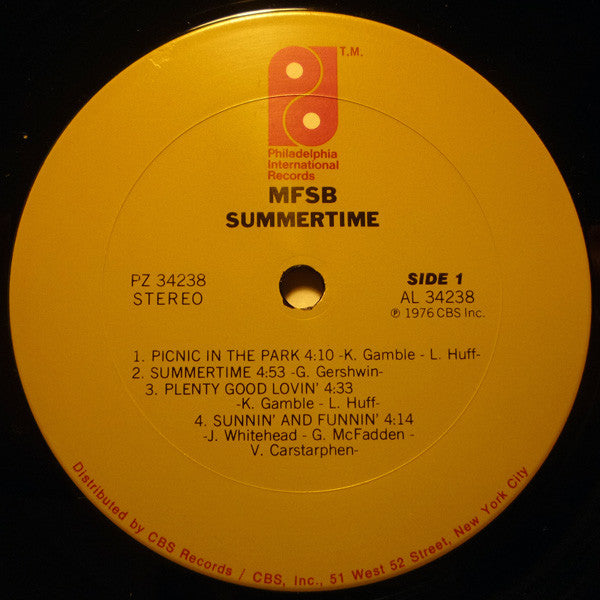 T.M.
Philadelphia
International
Records
MFSB
SUMMERTIME
PZ 34238
STEREO
SIDE 1
AL 34238
℗ 1976 CBS Inc.
1. PICNIC IN THE PARK 4:10 -K. Gamble - L. Huff-
2. SUMMERTIME 4:53 -G. Gershwin-
3. PLENTY GOOD LOVIN' 4:33
-K. Gamble - L. Huff-
4. SUNNIN' AND FUNNIN' 4:14
-J. Whitehead - G. McFadden -
V. Carstarphen-
Distributed by CBS Records / CBS, Inc., 51 West 52 Street, New York City